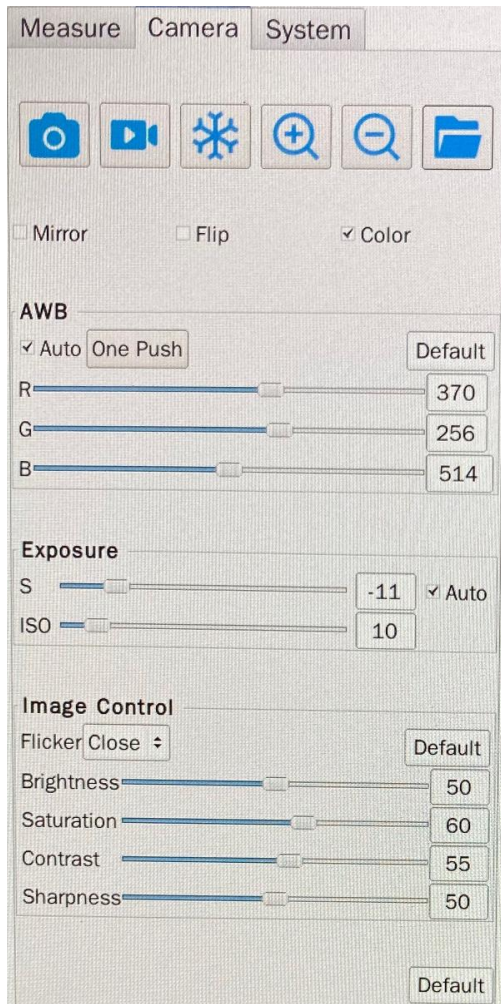 Measure Camera System
Mirror Flip Color
AWB
Auto One Push Default
R 370
G 256
B 514
Exposure
S -11 Auto
ISO 10
Image Control
Flicker Close Default
Brightness 50
Saturation 60
Contrast 55
Sharpness 50
Default